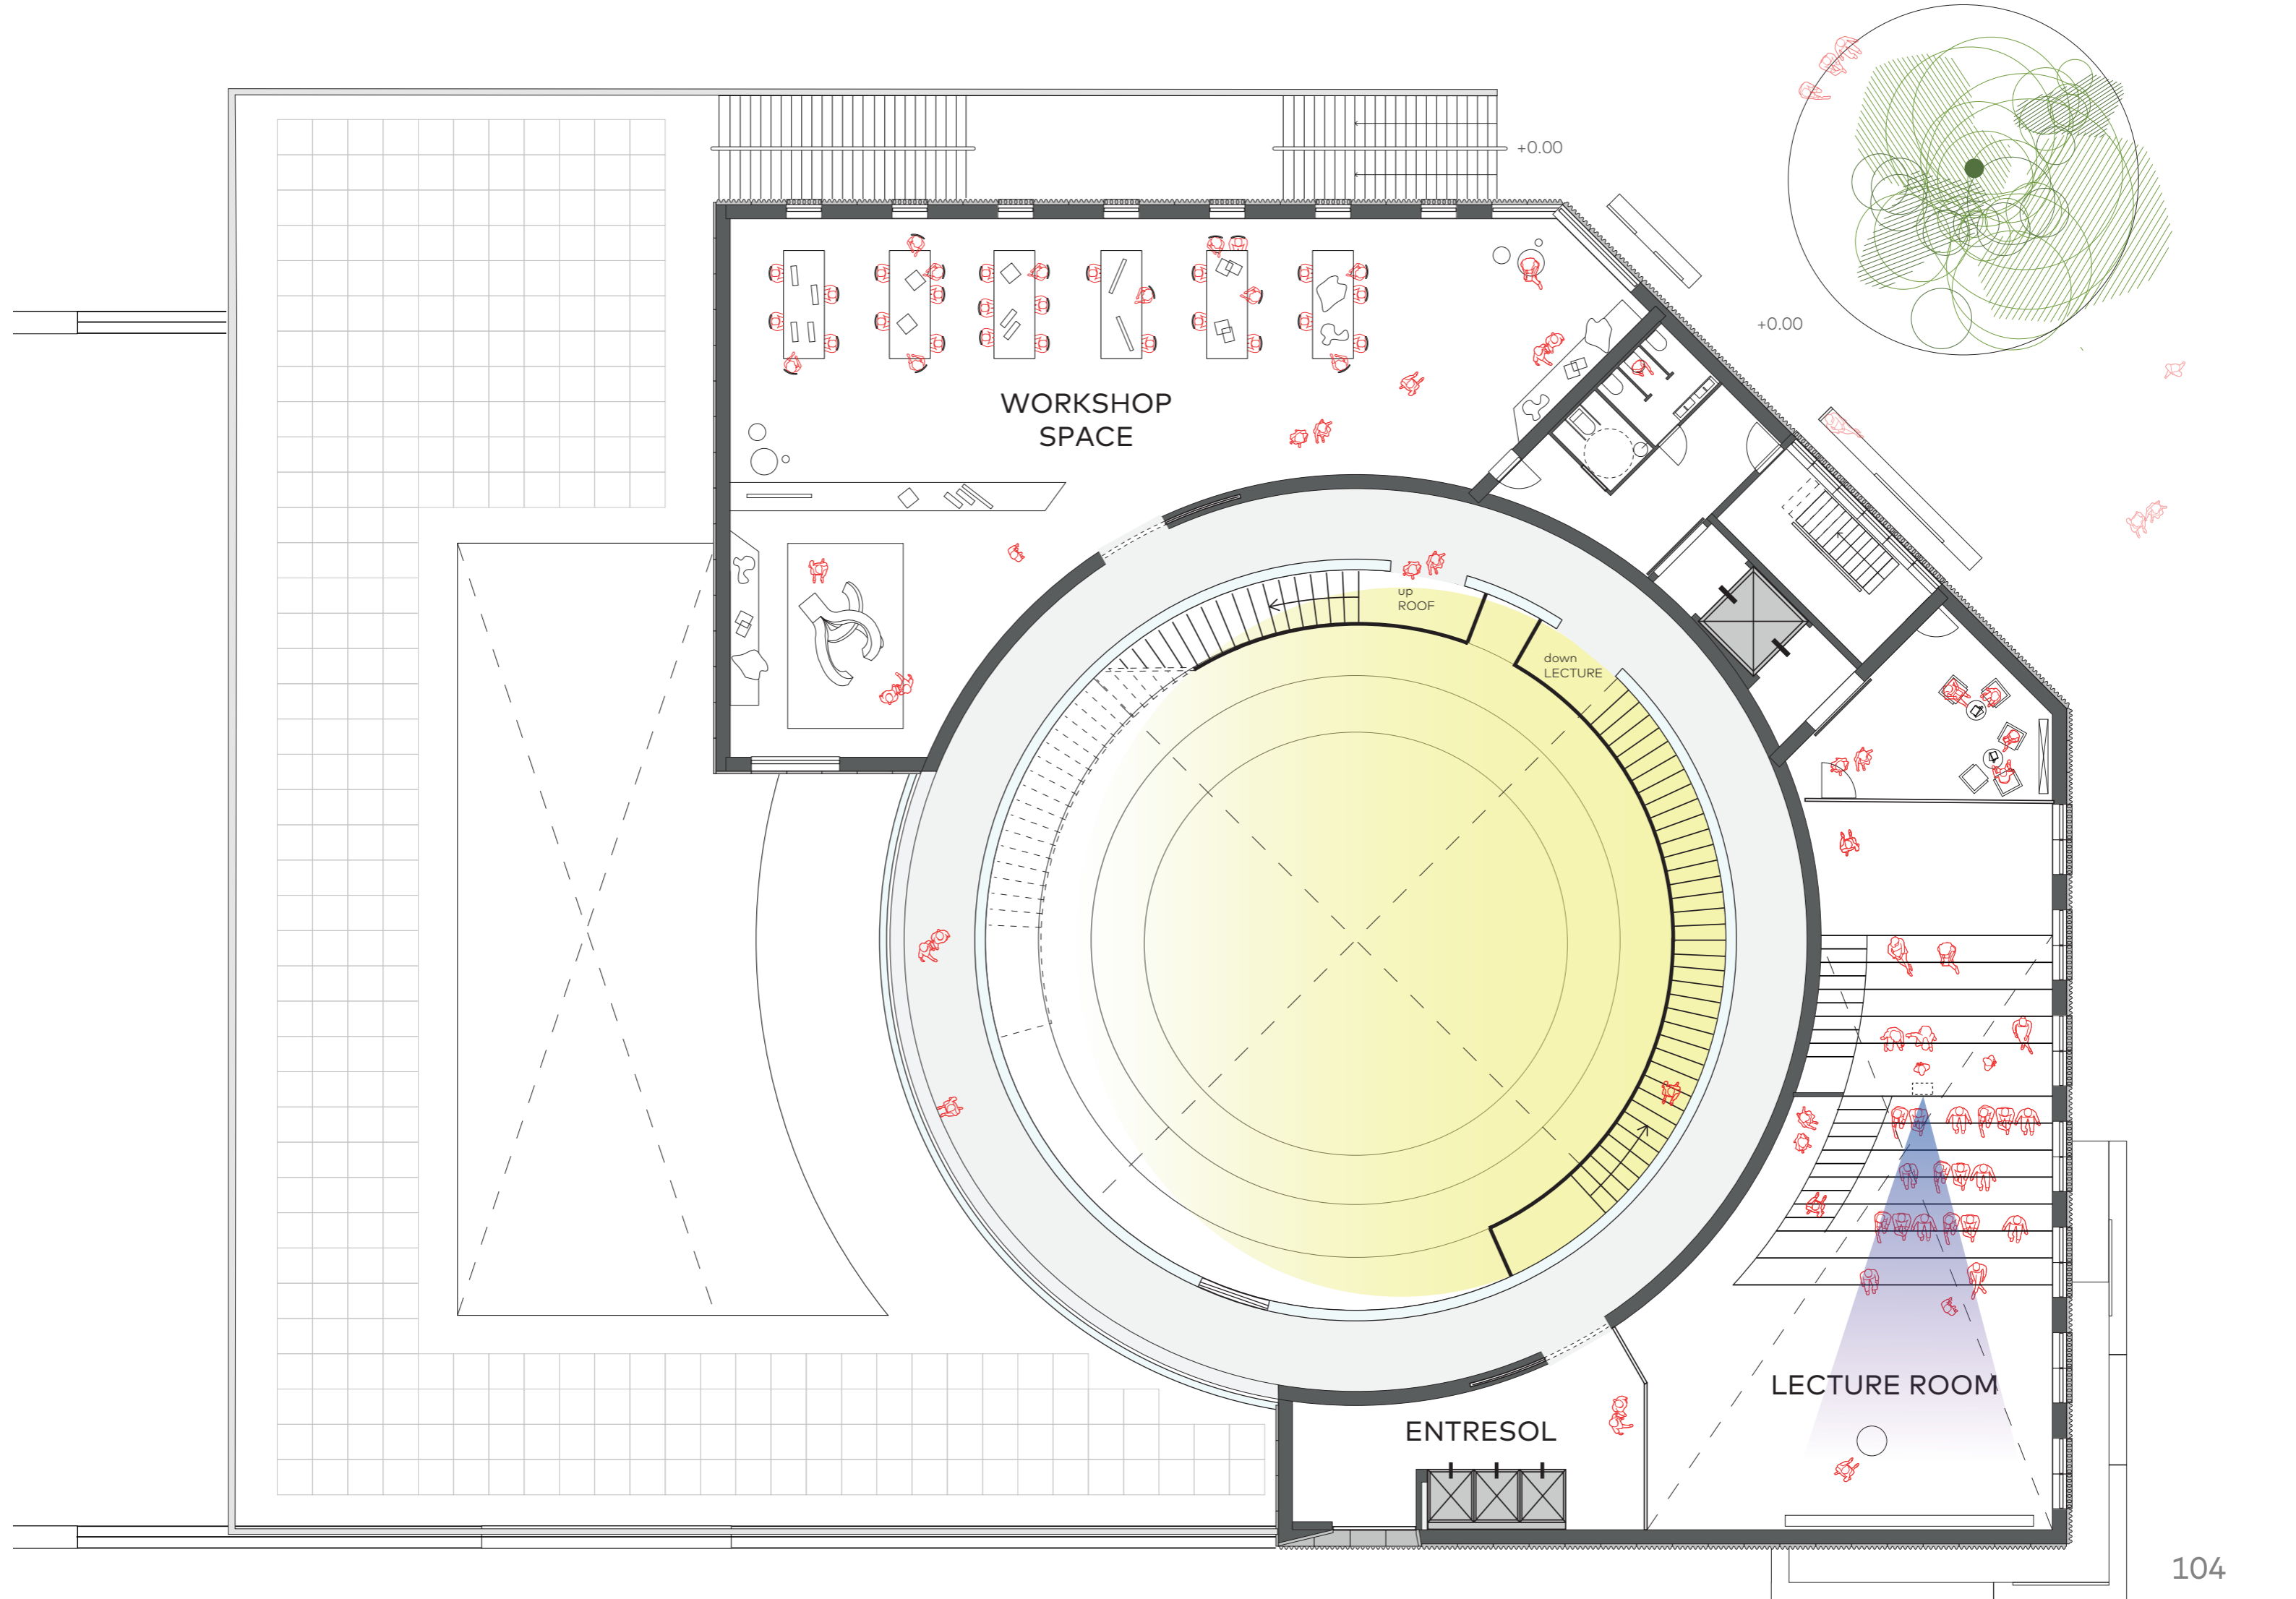 +0.00
+0.00
WORKSHOP
SPACE
up
ROOF
down
LECTURE
LECTURE ROOM
ENTRESOL
104